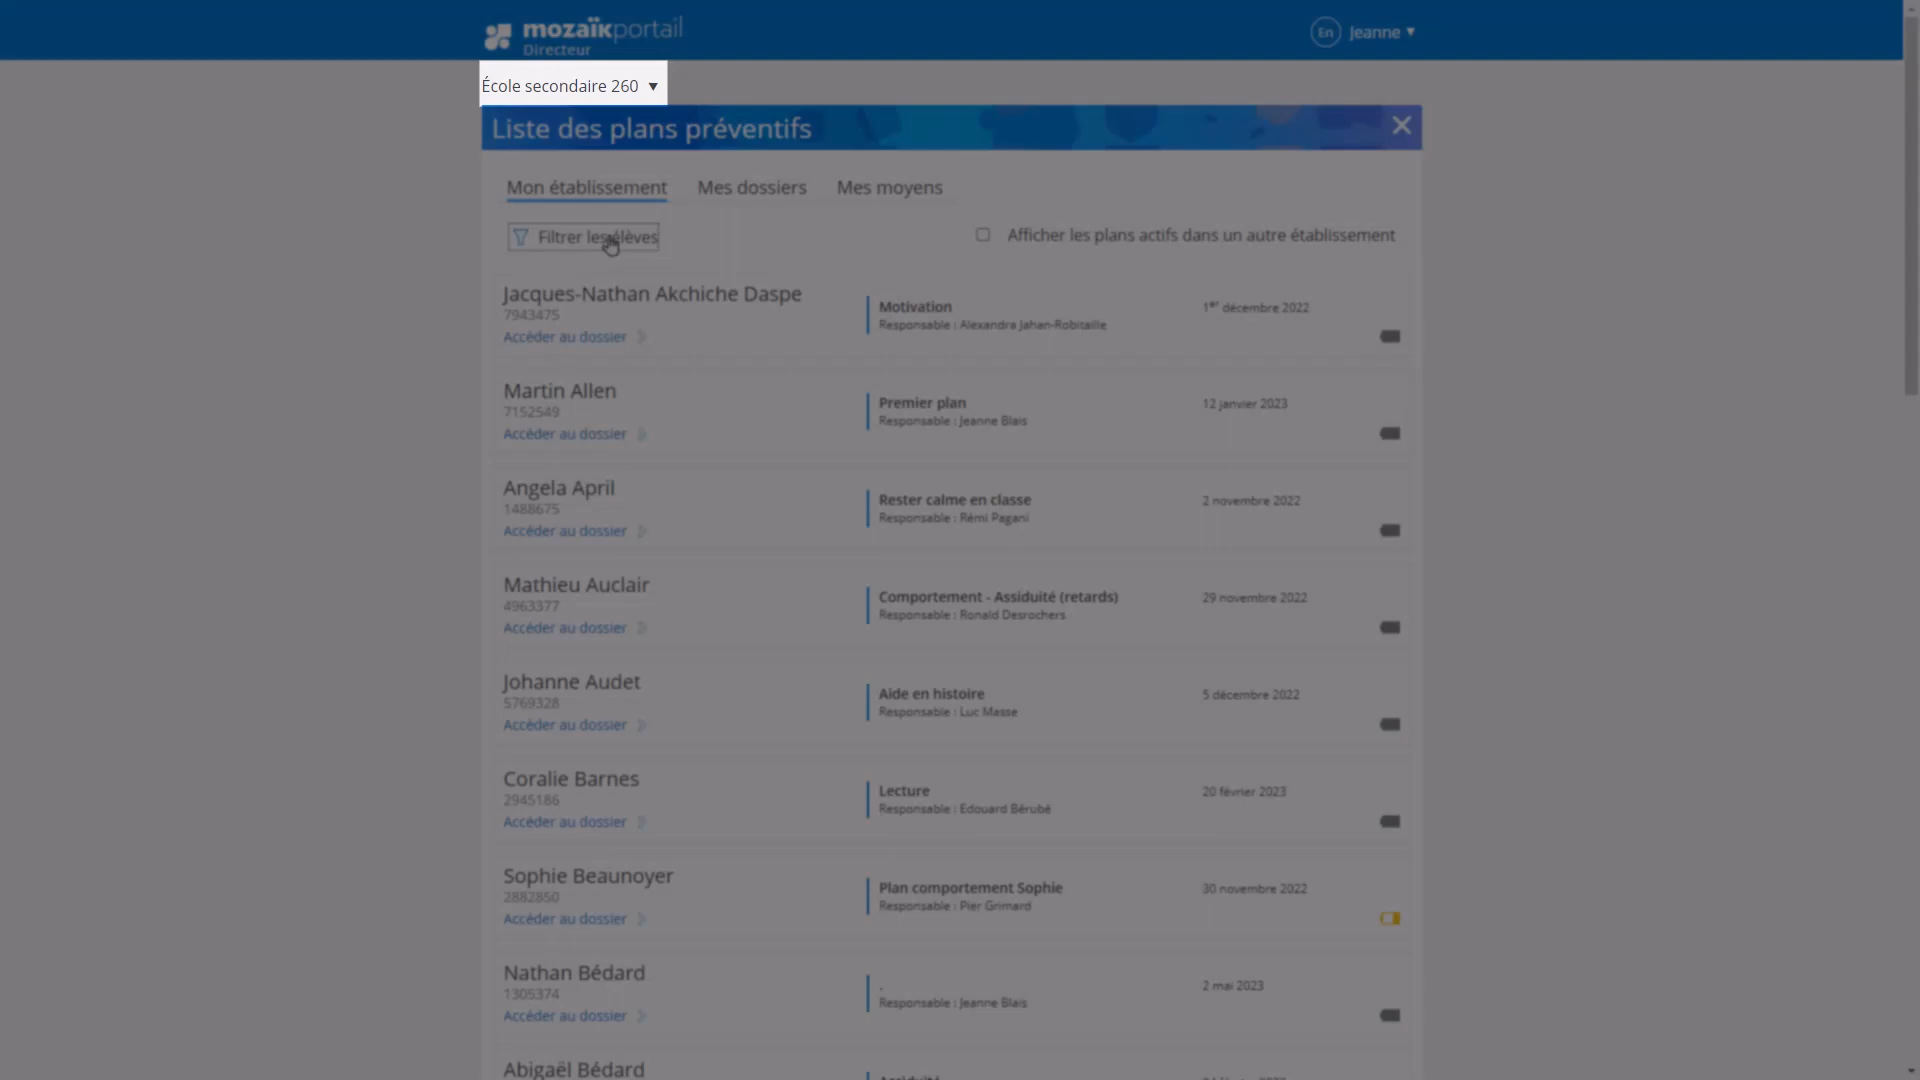 mozaïkportail
Directeur
En Jeanne ▼
École secondaire 260 ▼
Liste des plans préventifs
Mon établissement Mes dossiers Mes moyens
Filtrer les élèves
Afficher les plans actifs dans un autre établissement
Jacques-Nathan Akchiche Daspe
7943475
Accéder au dossier
Motivation
Responsable : Alexandra Jahan-Robitaille
1er décembre 2022
Martin Allen
7152549
Accéder au dossier
Premier plan
Responsable : Jeanne Blais
12 janvier 2023
Angela April
1488675
Accéder au dossier
Rester calme en classe
Responsable : Rémi Pagani
2 novembre 2022
Mathieu Auclair
4963377
Accéder au dossier
Comportement - Assiduité (retards)
Responsable : Ronald Desrochers
29 novembre 2022
Johanne Audet
5769328
Accéder au dossier
Aide en histoire
Responsable : Luc Masse
5 décembre 2022
Coralie Barnes
2945186
Accéder au dossier
Lecture
Responsable : Edouard Bérubé
20 février 2023
Sophie Beaunoyer
2882850
Accéder au dossier
Plan comportement Sophie
Responsable : Pier Grimard
30 novembre 2022
Nathan Bédard
1305374
Accéder au dossier
.
Responsable : Jeanne Blais
2 mai 2023
Abigaël Bédard